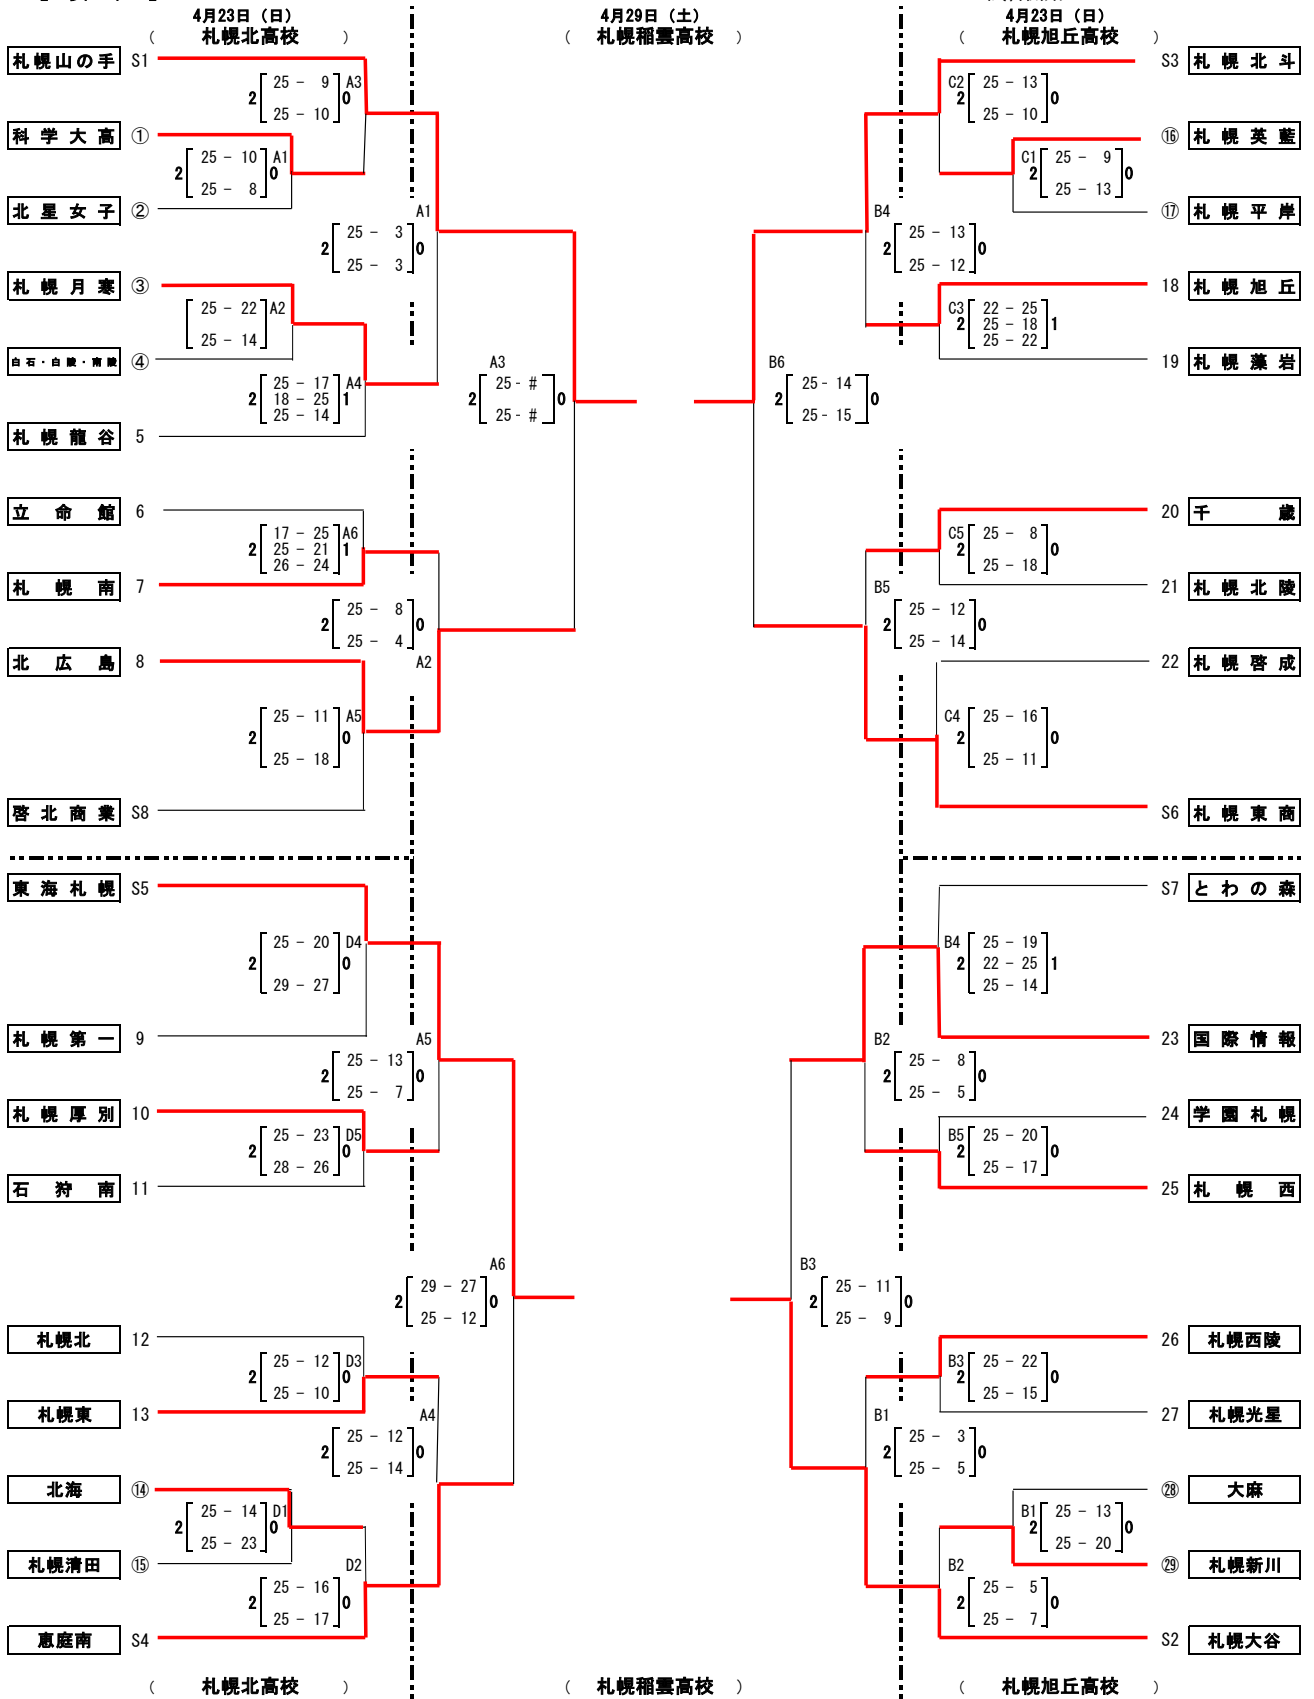 4月23日（日） 4月29日（土） 4月23日（日）
（ 札幌北高校 ） （ 札幌稲雲高校 ） （ 札幌旭丘高校 ）
札幌山の手 S1
25 - 9 A3
2 0
25 - 10
科学大高 ①
25 - 10 A1
2 0
25 - 8
北星女子 ②
A1
25 - 3
2 0
25 - 3
札幌月寒 ③
25 - 22 A2
25 - 14
白石・白陵・南陵 ④
25 - 17 A4
2 18 - 25 1
25 - 14
札幌龍谷 5
A3
25 - #
2 0
25 - #
立命館 6
17 - 25 A6
2 25 - 21 1
26 - 24
札幌南 7
25 - 8
2 0
25 - 4
A2
北広島 8
25 - 11 A5
2 0
25 - 18
啓北商業 S8
東海札幌 S5
25 - 20 D4
2 0
29 - 27
札幌第一 9
A5
25 - 13
2 0
25 - 7
札幌厚別 10
25 - 23 D5
2 0
28 - 26
石狩南 11
A6
29 - 27
2 0
25 - 12
札幌北 12
25 - 12 D3
2 0
25 - 10
札幌東 13
A4
25 - 12
2 0
25 - 14
北海 ⑭
25 - 14 D1
2 0
25 - 23
札幌清田 ⑮
D2
25 - 16
2 0
25 - 17
恵庭南 S4
S3 札幌北斗
C2 25 - 13
2 0
25 - 10
⑯ 札幌英藍
C1 25 - 9
2 0
25 - 13
⑰ 札幌平岸
B4
25 - 13
2 0
25 - 12
18 札幌旭丘
C3 22 - 25
2 25 - 18 1
25 - 22
19 札幌藻岩
B6
25 - 14
2 0
25 - 15
20 千歳
C5 25 - 8
2 0
25 - 18
21 札幌北陵
B5
25 - 12
2 0
25 - 14
22 札幌啓成
C4 25 - 16
2 0
25 - 11
S6 札幌東商
S7 とわの森
B4 25 - 19
2 22 - 25 1
25 - 14
23 国際情報
B2
25 - 8
2 0
25 - 5
24 学園札幌
B5 25 - 20
2 0
25 - 17
25 札幌西
B3
25 - 11
2 0
25 - 9
26 札幌西陵
B3 25 - 22
2 0
25 - 15
27 札幌光星
B1
25 - 3
2 0
25 - 5
㉘ 大麻
B1 25 - 13
2 0
25 - 20
㉙ 札幌新川
B2
25 - 5
2 0
25 - 7
S2 札幌大谷
（ 札幌北高校 ） （ 札幌稲雲高校 ） （ 札幌旭丘高校 ）